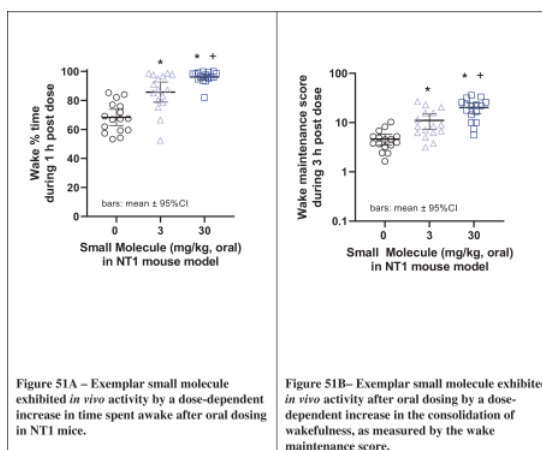 Wake % time
during 1 h post dose
100
80
60
40
20
0
*
* +
bars: mean ± 95%CI
0 3 30
Small Molecule (mg/kg, oral)
in NT1 mouse model
Figure 51A – Exemplar small molecule
exhibited in vivo activity by a dose-dependent
increase in time spent awake after oral dosing
in NT1 mice.
Wake maintenance score
during 3 h post dose
100
10
1
0.1
*
* +
bars: mean ± 95%CI
0 3 30
Small Molecule (mg/kg, oral)
in NT1 mouse model
Figure 51B– Exemplar small molecule exhibited
in vivo activity after oral dosing by a dose-
dependent increase in the consolidation of
wakefulness, as measured by the wake
maintenance score.